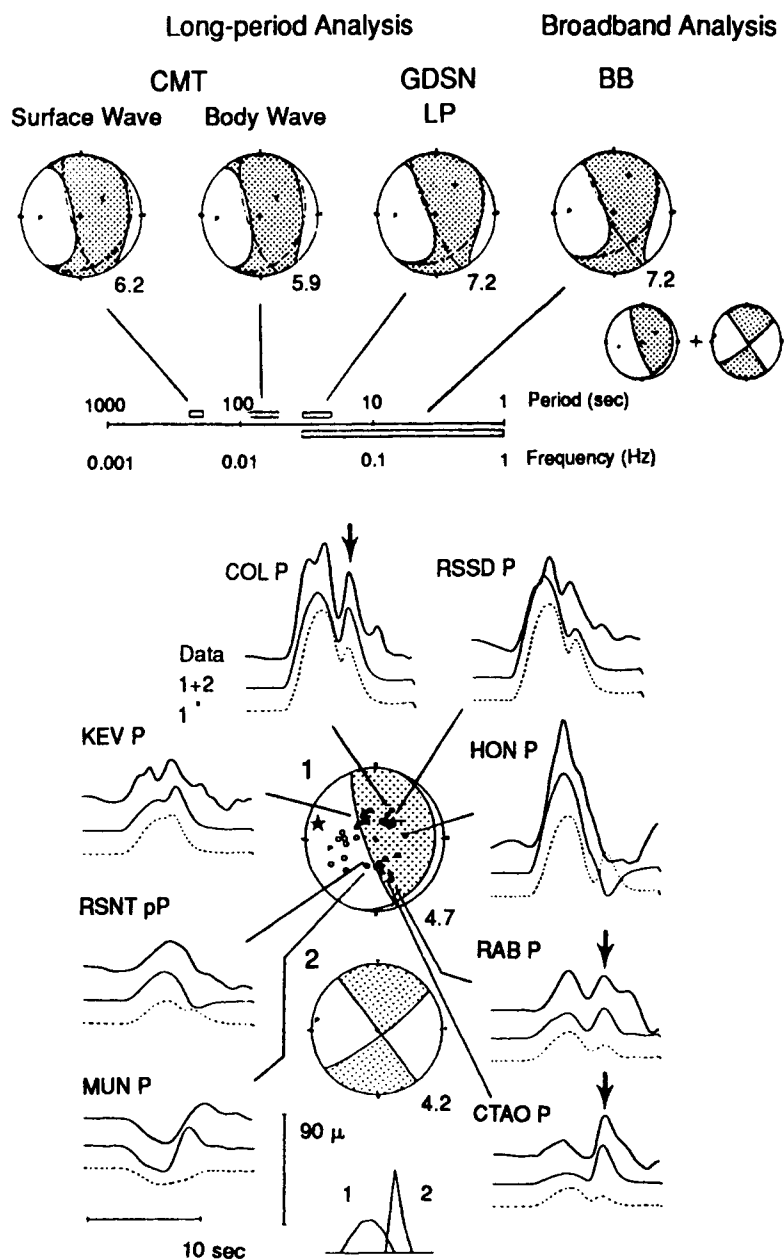 Long-period Analysis Broadband Analysis
CMT GDSN BB
Surface Wave Body Wave LP
6.2 5.9 7.2 7.2
+
1000 100 10 1 Period (sec)
0.001 0.01 0.1 1 Frequency (Hz)
COL P RSSD P
Data
1+2
1
KEV P HON P
1
4.7
RSNT pP RAB P
2
4.2
MUN P CTAO P
90 μ
1 2
10 sec